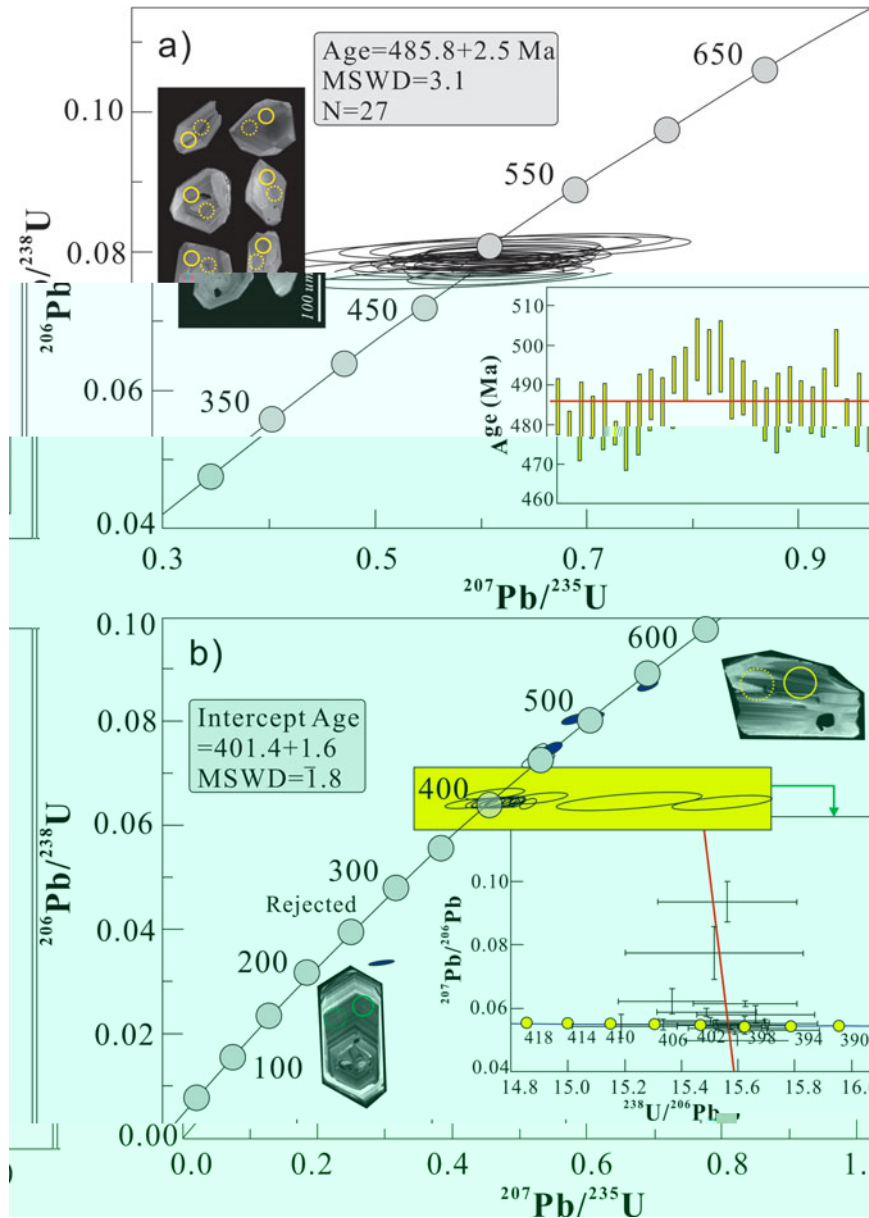 a)
Age=485.8+2.5 Ma
MSWD=3.1
N=27
650
550
450
350
100 um
0.10
0.08
0.06
0.04
²⁰⁶Pb/²³⁸U
0.3
0.5
0.7
0.9
²⁰⁷Pb/²³⁵U
Age (Ma)
510
500
490
480
470
460
b)
Intercept Age
=401.4+1.6
MSWD=1.8
600
500
400
300
Rejected
200
100
0.10
0.08
0.06
0.04
0.02
0.00
²⁰⁶Pb/²³⁸U
0.0
0.2
0.4
0.6
0.8
1.
²⁰⁷Pb/²³⁵U
²⁰⁷Pb/²⁰⁶Pb
0.10
0.08
0.06
0.04
418 414 410 406 402 398 394 390
14.8 15.0 15.2 15.4 15.6 15.8 16.0
²³⁸U/²⁰⁶Pb